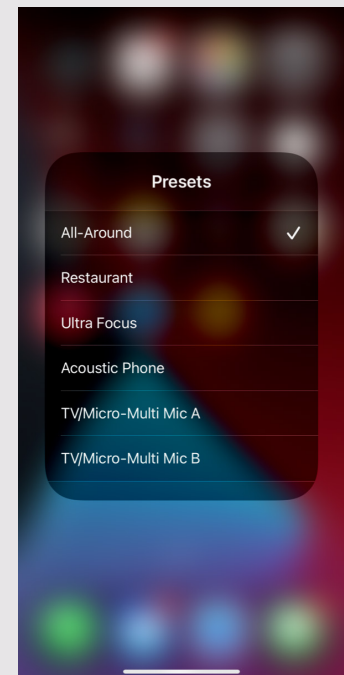 Presets
All-Around
Restaurant
Ultra Focus
Acoustic Phone
TV/Micro-Multi Mic A
TV/Micro-Multi Mic B